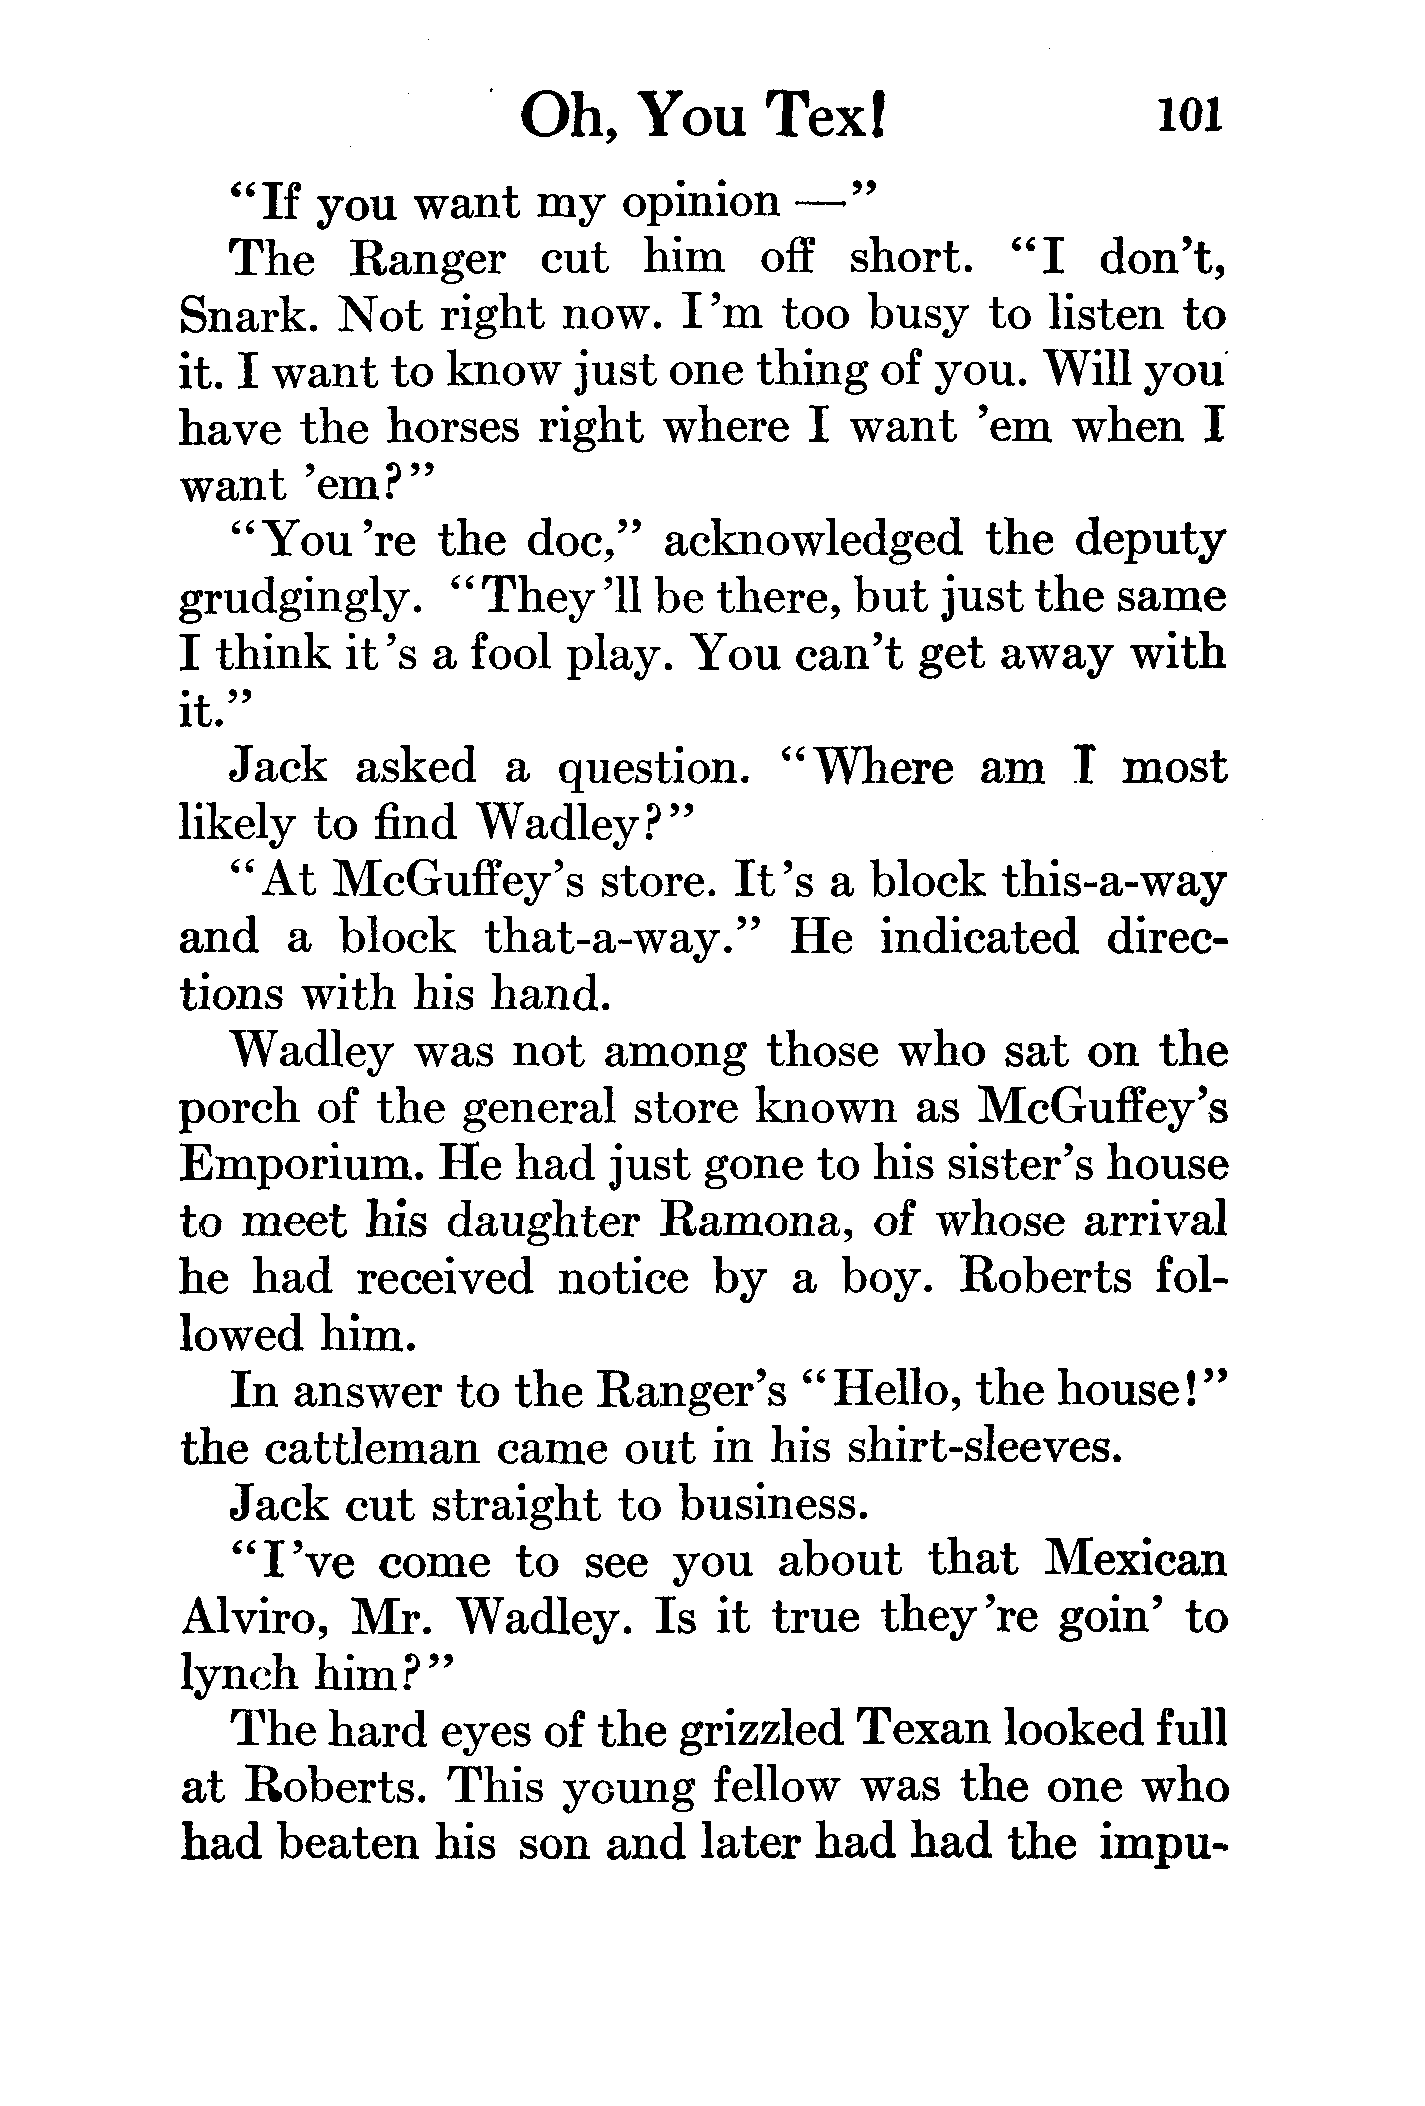 Oh, You Tex! 101
“If you want my opinion —”
The Ranger cut him off short. “I don’t,
Snark. Not right now. I’m too busy to listen to
it. I want to know just one thing of you. Will you
have the horses right where I want ’em when I
want ’em?”
“You’re the doc,” acknowledged the deputy
grudgingly. “They’ll be there, but just the same
I think it’s a fool play. You can’t get away with
it.”
Jack asked a question. “Where am I most
likely to find Wadley?”
“At McGuffey’s store. It’s a block this-a-way
and a block that-a-way.” He indicated direc-
tions with his hand.
Wadley was not among those who sat on the
porch of the general store known as McGuffey’s
Emporium. He had just gone to his sister’s house
to meet his daughter Ramona, of whose arrival
he had received notice by a boy. Roberts fol-
lowed him.
In answer to the Ranger’s “Hello, the house!”
the cattleman came out in his shirt-sleeves.
Jack cut straight to business.
“I’ve come to see you about that Mexican
Alviro, Mr. Wadley. Is it true they’re goin’ to
lynch him?”
The hard eyes of the grizzled Texan looked full
at Roberts. This young fellow was the one who
had beaten his son and later had had the impu-